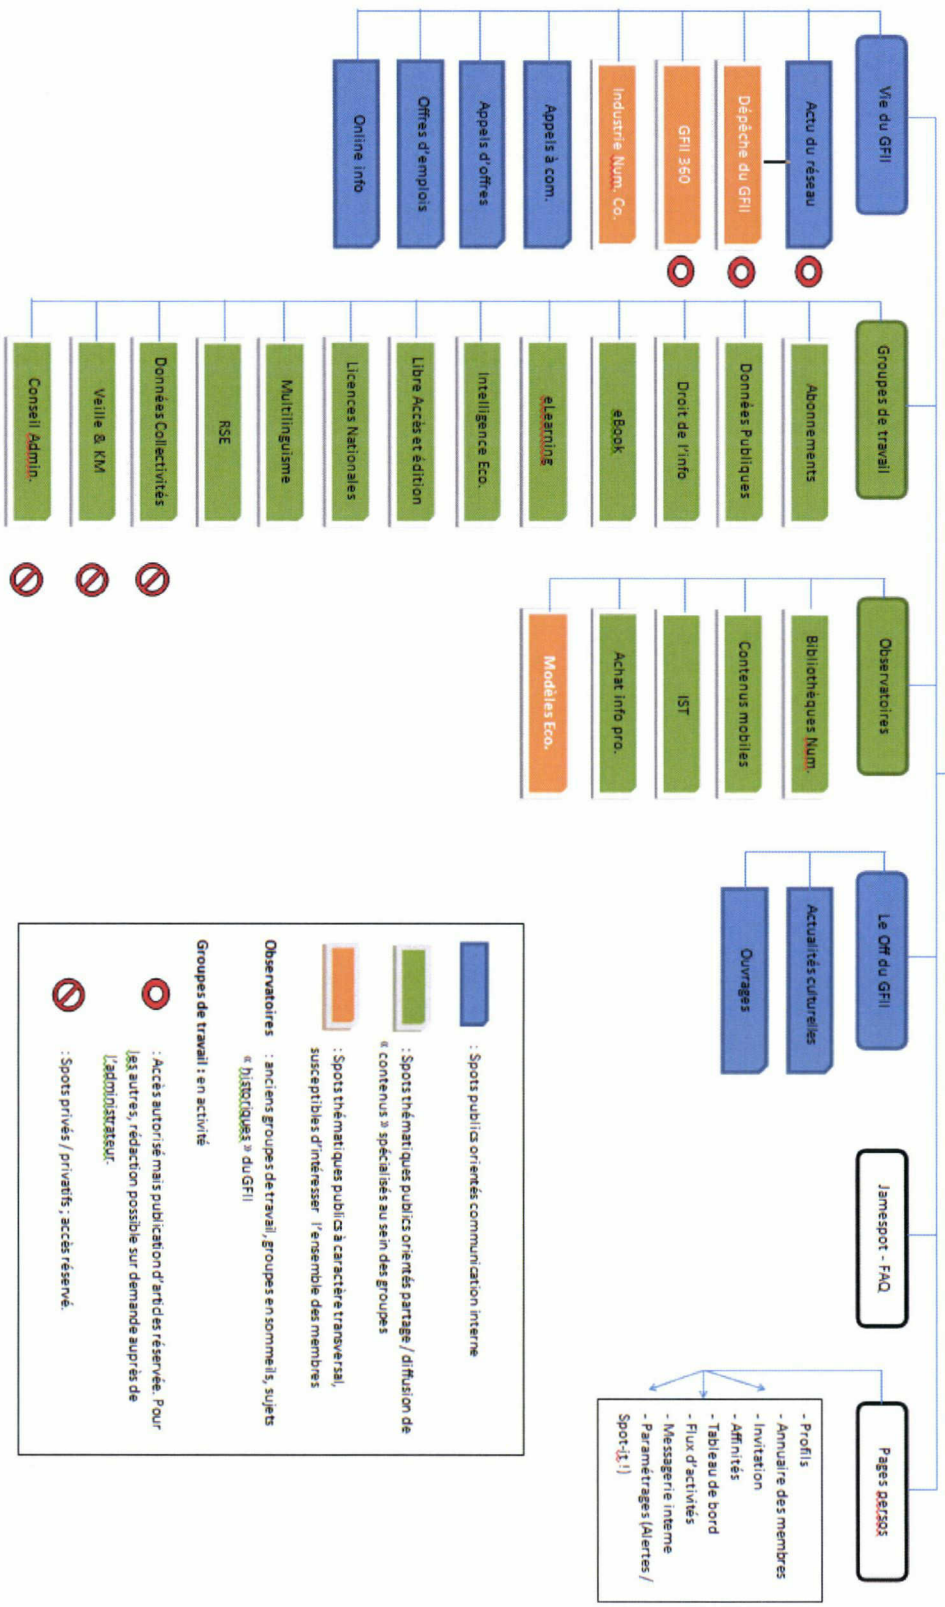 Vie du GFII
Actu du réseau
Dépêche du GFII
GFII 360
Industrie Num. Co.
Appels à com.
Appels d'offres
Offres d'emplois
Online info
Groupes de travail
Abonnements
Données Publiques
Droit de l'info
eBook
eLearning
Intelligence Eco.
Libre Accès et édition
Licences Nationales
Multilinguisme
RSE
Données Collectivités
Veille & KM
Conseil Admin.
Observatoires
Bibliothèques Num.
Contenus mobiles
IST
Achat info pro.
Modèles Eco.
Le Off du GFII
Actualités culturelles
Ouvrages
Jamespot - FAQ
Pages persos
- Profils
- Annuaire des membres
- Invitation
- Affinités
- Tableau de bord
- Flux d'activités
- Messagerie interne
- Paramétrages (Alertes /
Spot-it !)
: Spots publics orientés communication interne
: Spots thématiques publics orientés partage / diffusion de
« contenus » spécialisés au sein des groupes
: Spots thématiques publics à caractère transversal,
susceptibles d'intéresser l'ensemble des membres
Observatoires : anciens groupes de travail, groupes en sommeils, sujets
« historiques » du GFII
Groupes de travail : en activité
: Accès autorisé mais publication d'articles réservée. Pour
les autres, rédaction possible sur demande auprès de
l'administrateur.
: Spots privés / privatifs ; accès réservé.